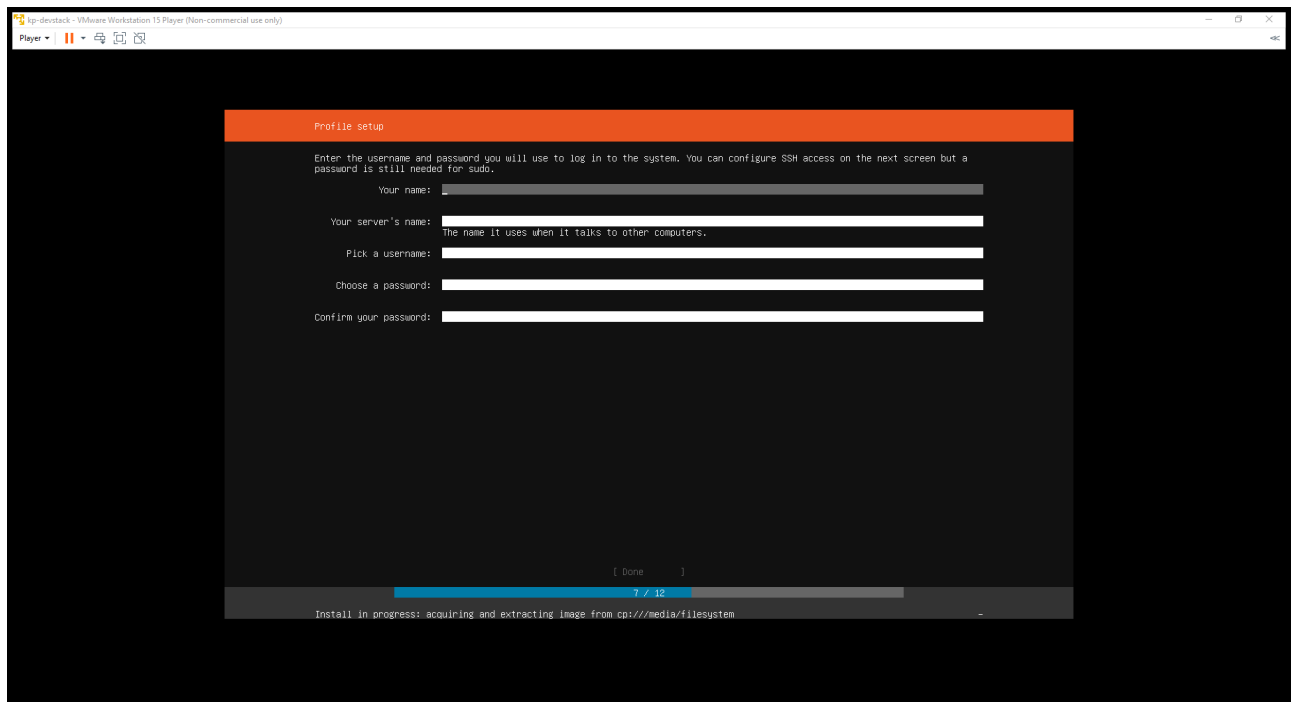 kp-devstack - VMware Workstation 15 Player (Non-commercial use only)
Player
Profile setup
Enter the username and password you will use to log in to the system. You can configure SSH access on the next screen but a
password is still needed for sudo.
Your name:
Your server's name:
The name it uses when it talks to other computers.
Pick a username:
Choose a password:
Confirm your password:
[ Done ]
7 / 12
Install in progress: acquiring and extracting image from cp:///media/filesystem -